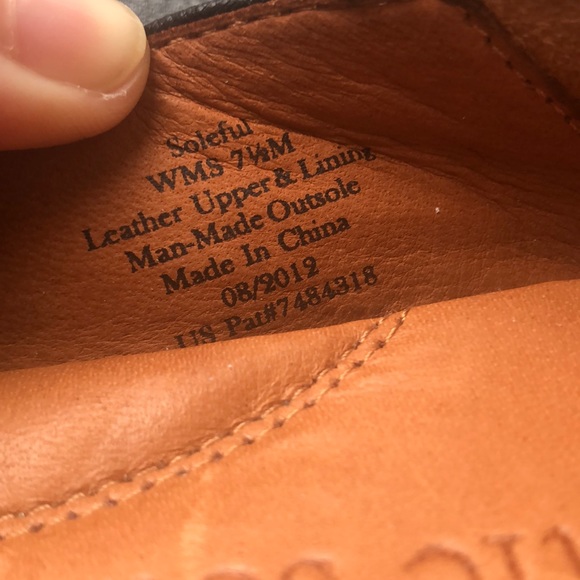 Soleful
WMS 7½M
Leather Upper & Lining
Man-Made Outsole
Made In China
08/2012
US Pat#7484318